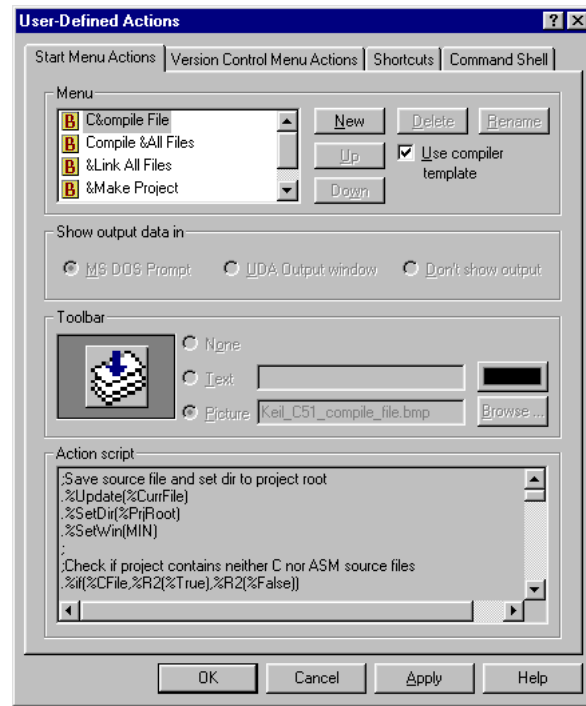 User-Defined Actions
Start Menu Actions Version Control Menu Actions Shortcuts Command Shell
Menu
C&ompile File
Compile &All Files
&Link All Files
&Make Project
New Delete Rename
Up
Down
Use compiler
template
Show output data in
MS DOS Prompt UDA Output window Don't show output
Toolbar
None
Text
Picture Keil_C51_compile_file.bmp Browse ...
Action script
;Save source file and set dir to project root
.%Update(%CurrFile)
.%SetDir(%PrjRoot)
.%SetWin(MIN)
;
;Check if project contains neither C nor ASM source files
.%if(%CFile,%R2(%True),%R2(%False))
OK Cancel Apply Help